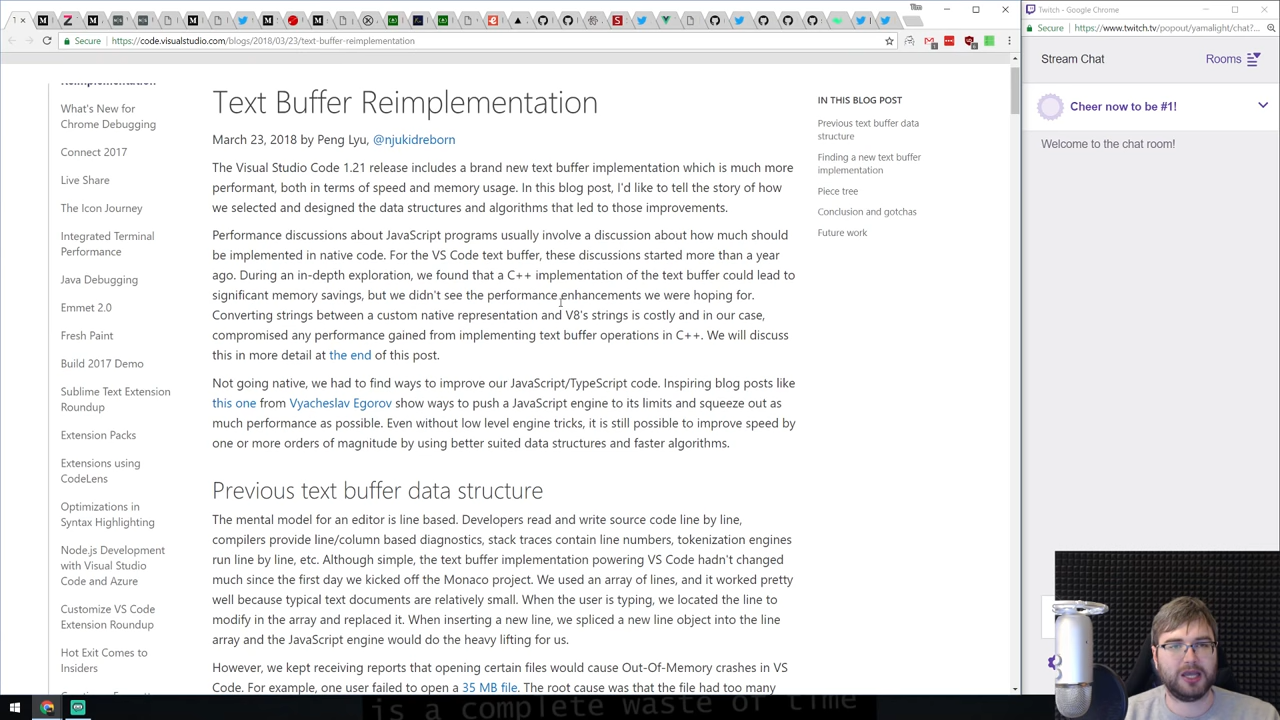 Tim
Secure
https://code.visualstudio.com/blogs/2018/03/23/text-buffer-reimplementation
What's New for
Chrome Debugging
Connect 2017
Live Share
The Icon Journey
Integrated Terminal
Performance
Java Debugging
Emmet 2.0
Fresh Paint
Build 2017 Demo
Sublime Text Extension
Roundup
Extension Packs
Extensions using
CodeLens
Optimizations in
Syntax Highlighting
Node.js Development
with Visual Studio
Code and Azure
Customize VS Code
Extension Roundup
Hot Exit Comes to
Insiders
Text Buffer Reimplementation
March 23, 2018 by Peng Lyu, @njukidreborn
The Visual Studio Code 1.21 release includes a brand new text buffer implementation which is much more
performant, both in terms of speed and memory usage. In this blog post, I'd like to tell the story of how
we selected and designed the data structures and algorithms that led to those improvements.
Performance discussions about JavaScript programs usually involve a discussion about how much should
be implemented in native code. For the VS Code text buffer, these discussions started more than a year
ago. During an in-depth exploration, we found that a C++ implementation of the text buffer could lead to
significant memory savings, but we didn't see the performance enhancements we were hoping for.
Converting strings between a custom native representation and V8's strings is costly and in our case,
compromised any performance gained from implementing text buffer operations in C++. We will discuss
this in more detail at the end of this post.
Not going native, we had to find ways to improve our JavaScript/TypeScript code. Inspiring blog posts like
this one from Vyacheslav Egorov show ways to push a JavaScript engine to its limits and squeeze out as
much performance as possible. Even without low level engine tricks, it is still possible to improve speed by
one or more orders of magnitude by using better suited data structures and faster algorithms.
Previous text buffer data structure
The mental model for an editor is line based. Developers read and write source code line by line,
compilers provide line/column based diagnostics, stack traces contain line numbers, tokenization engines
run line by line, etc. Although simple, the text buffer implementation powering VS Code hadn't changed
much since the first day we kicked off the Monaco project. We used an array of lines, and it worked pretty
well because typical text documents are relatively small. When the user is typing, we located the line to
modify in the array and replaced it. When inserting a new line, we spliced a new line object into the line
array and the JavaScript engine would do the heavy lifting for us.
However, we kept receiving reports that opening certain files would cause Out-Of-Memory crashes in VS
Code. For example, one user failed to open a 35 MB file. The root cause was that the file had too many
IN THIS BLOG POST
Previous text buffer data
structure
Finding a new text buffer
implementation
Piece tree
Conclusion and gotchas
Future work
Twitch - Google Chrome
Secure
https://www.twitch.tv/popout/yamalight/chat?...
Stream Chat
Rooms
Cheer now to be #1!
Welcome to the chat room!
is a complete waste of time